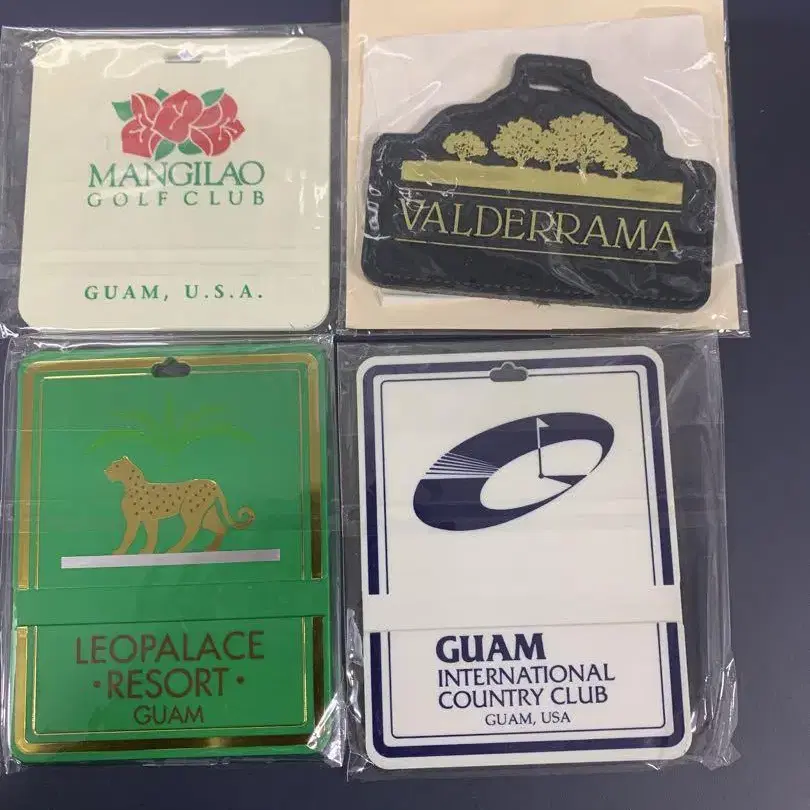 MANGILAO
GOLF CLUB
GUAM, U.S.A.
VALDERRAMA
LEOPALACE
·RESORT·
GUAM
GUAM
INTERNATIONAL
COUNTRY CLUB
GUAM, USA